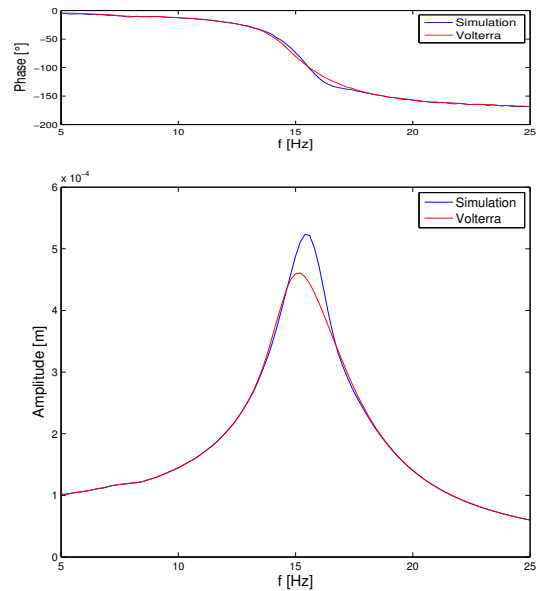 0
−50
−100
−150
−200
Phase [°]
Simulation
Volterra
5
10
15
20
25
f [Hz]
x 10⁻⁴
6
5
4
3
2
1
0
Amplitude [m]
Simulation
Volterra
5
10
15
20
25
f [Hz]